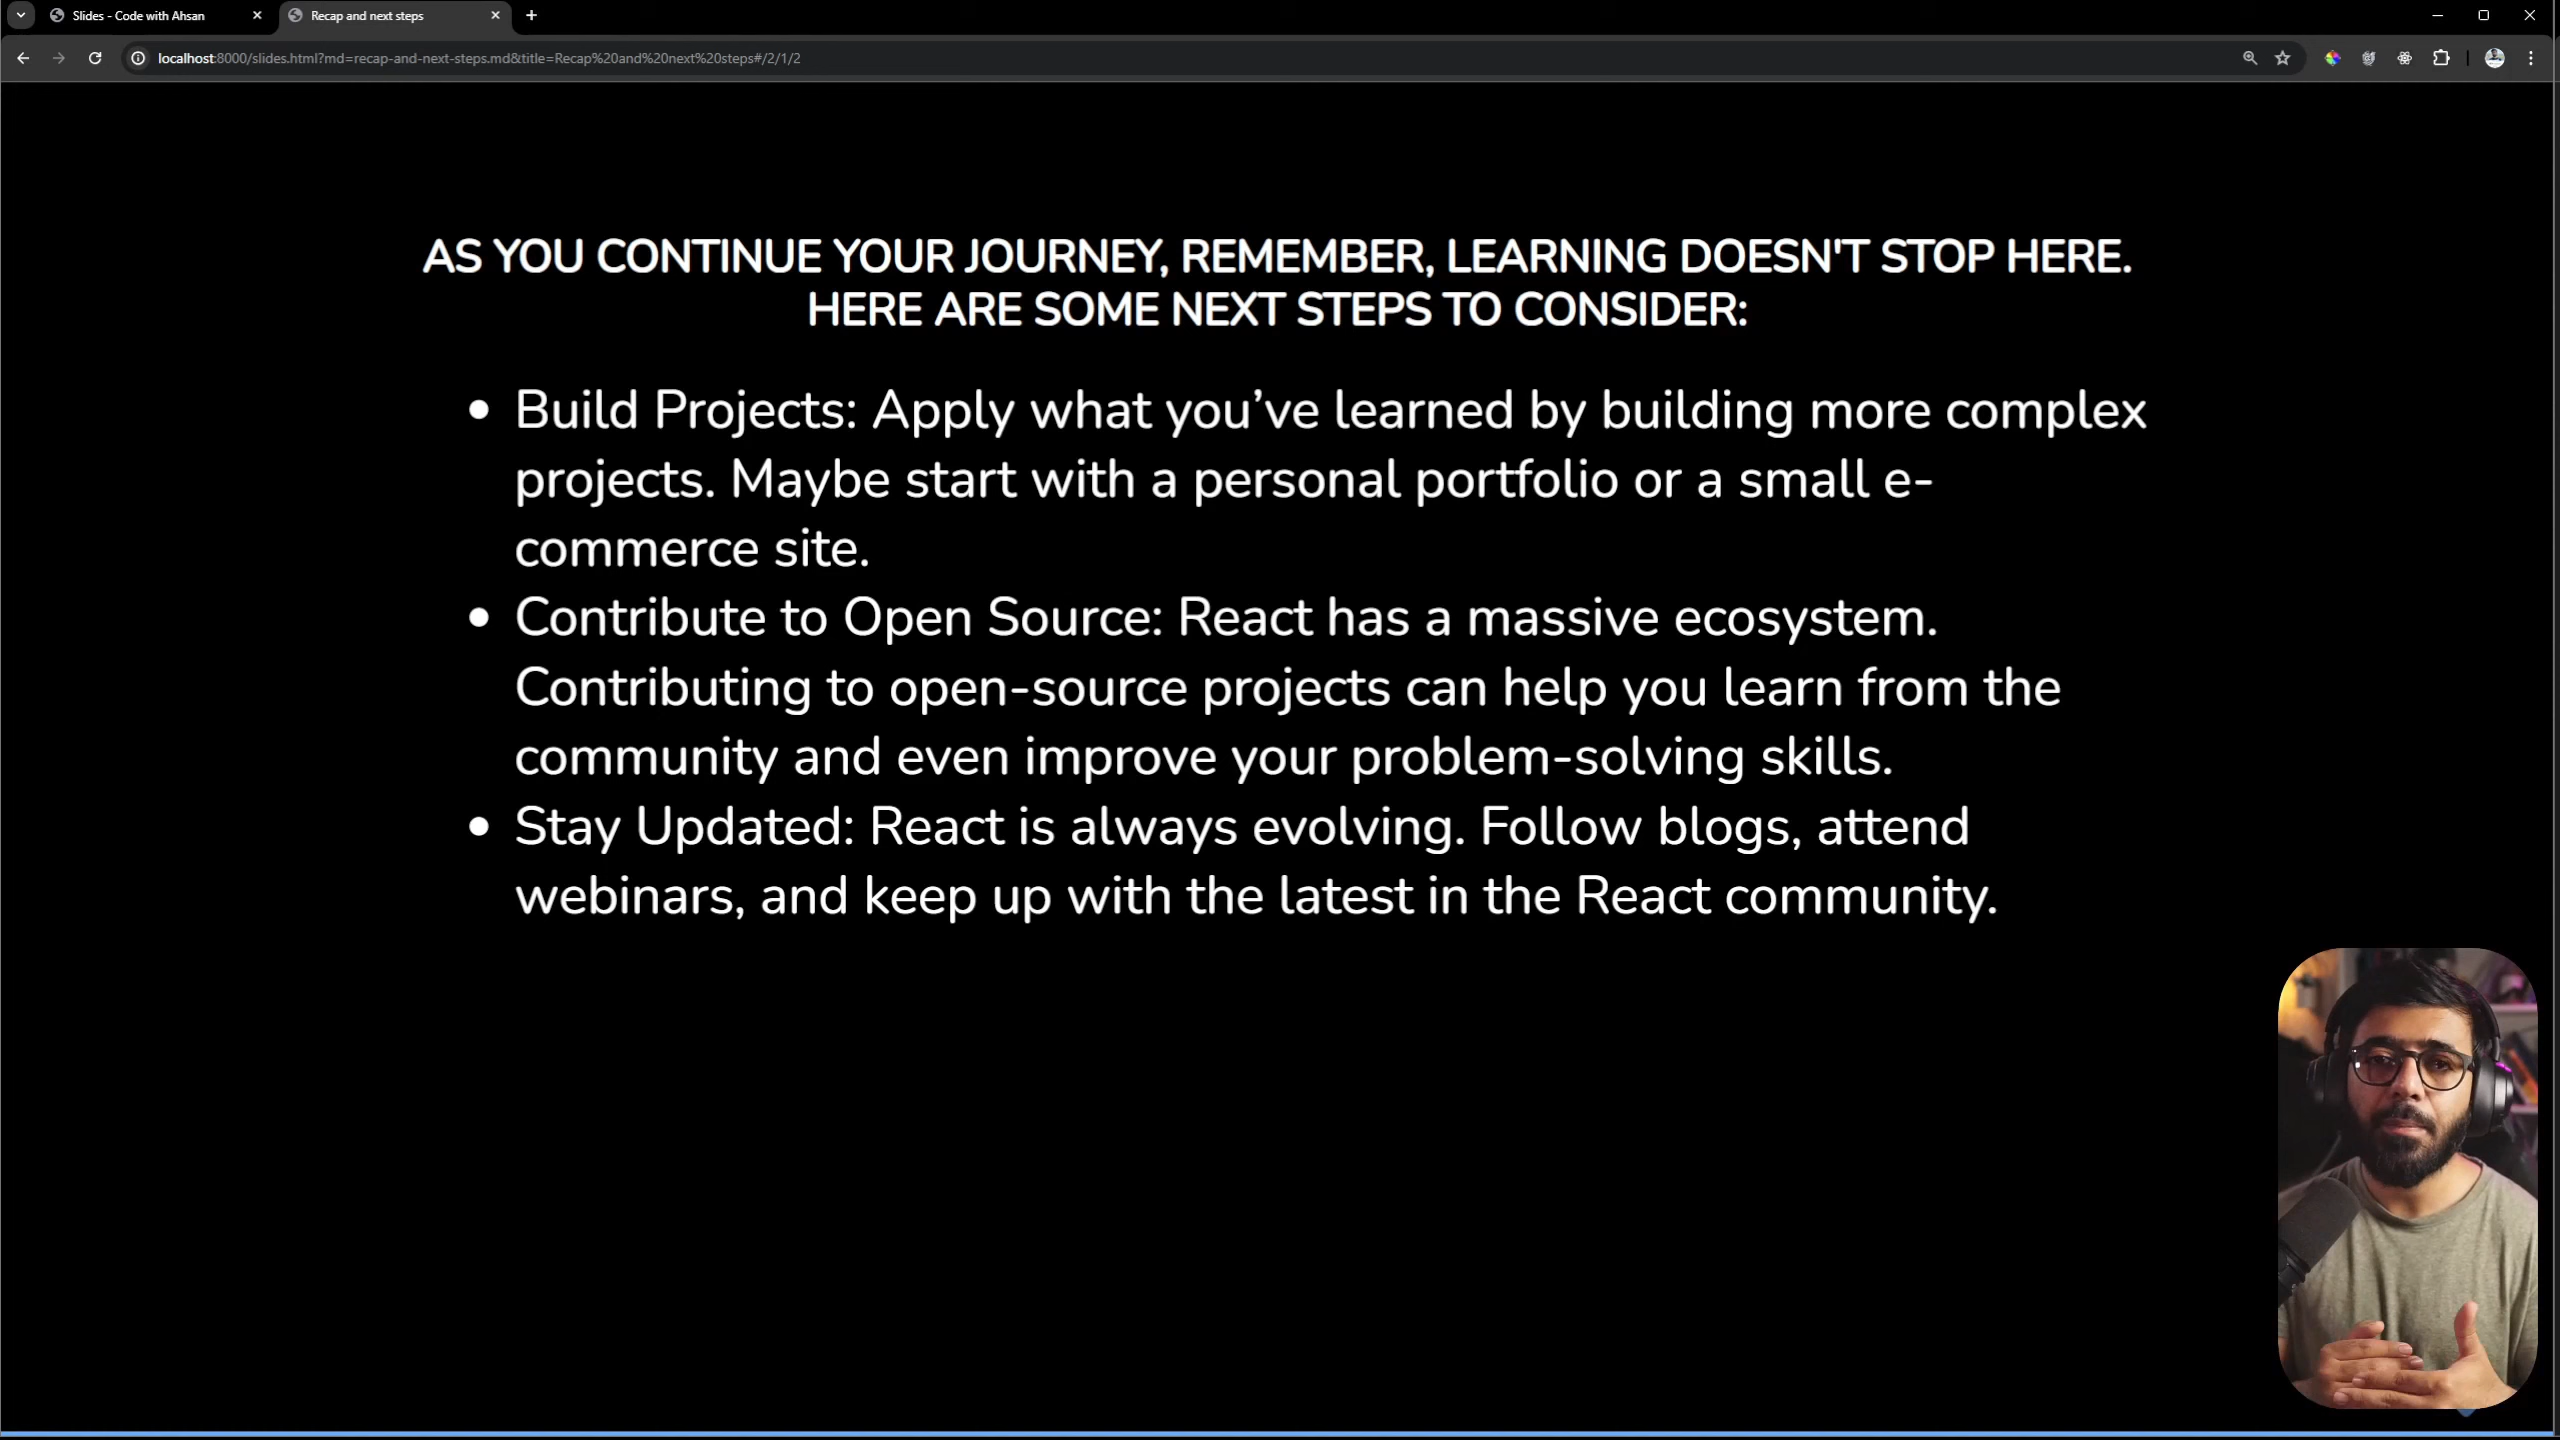 Slides - Code with Ahsan
Recap and next steps
localhost:8000/slides.html?md=recap-and-next-steps.md&title=Recap%20and%20next%20steps#/2/1/2
AS YOU CONTINUE YOUR JOURNEY, REMEMBER, LEARNING DOESN'T STOP HERE.
HERE ARE SOME NEXT STEPS TO CONSIDER:
• Build Projects: Apply what you’ve learned by building more complex
projects. Maybe start with a personal portfolio or a small e-
commerce site.
• Contribute to Open Source: React has a massive ecosystem.
Contributing to open-source projects can help you learn from the
community and even improve your problem-solving skills.
• Stay Updated: React is always evolving. Follow blogs, attend
webinars, and keep up with the latest in the React community.